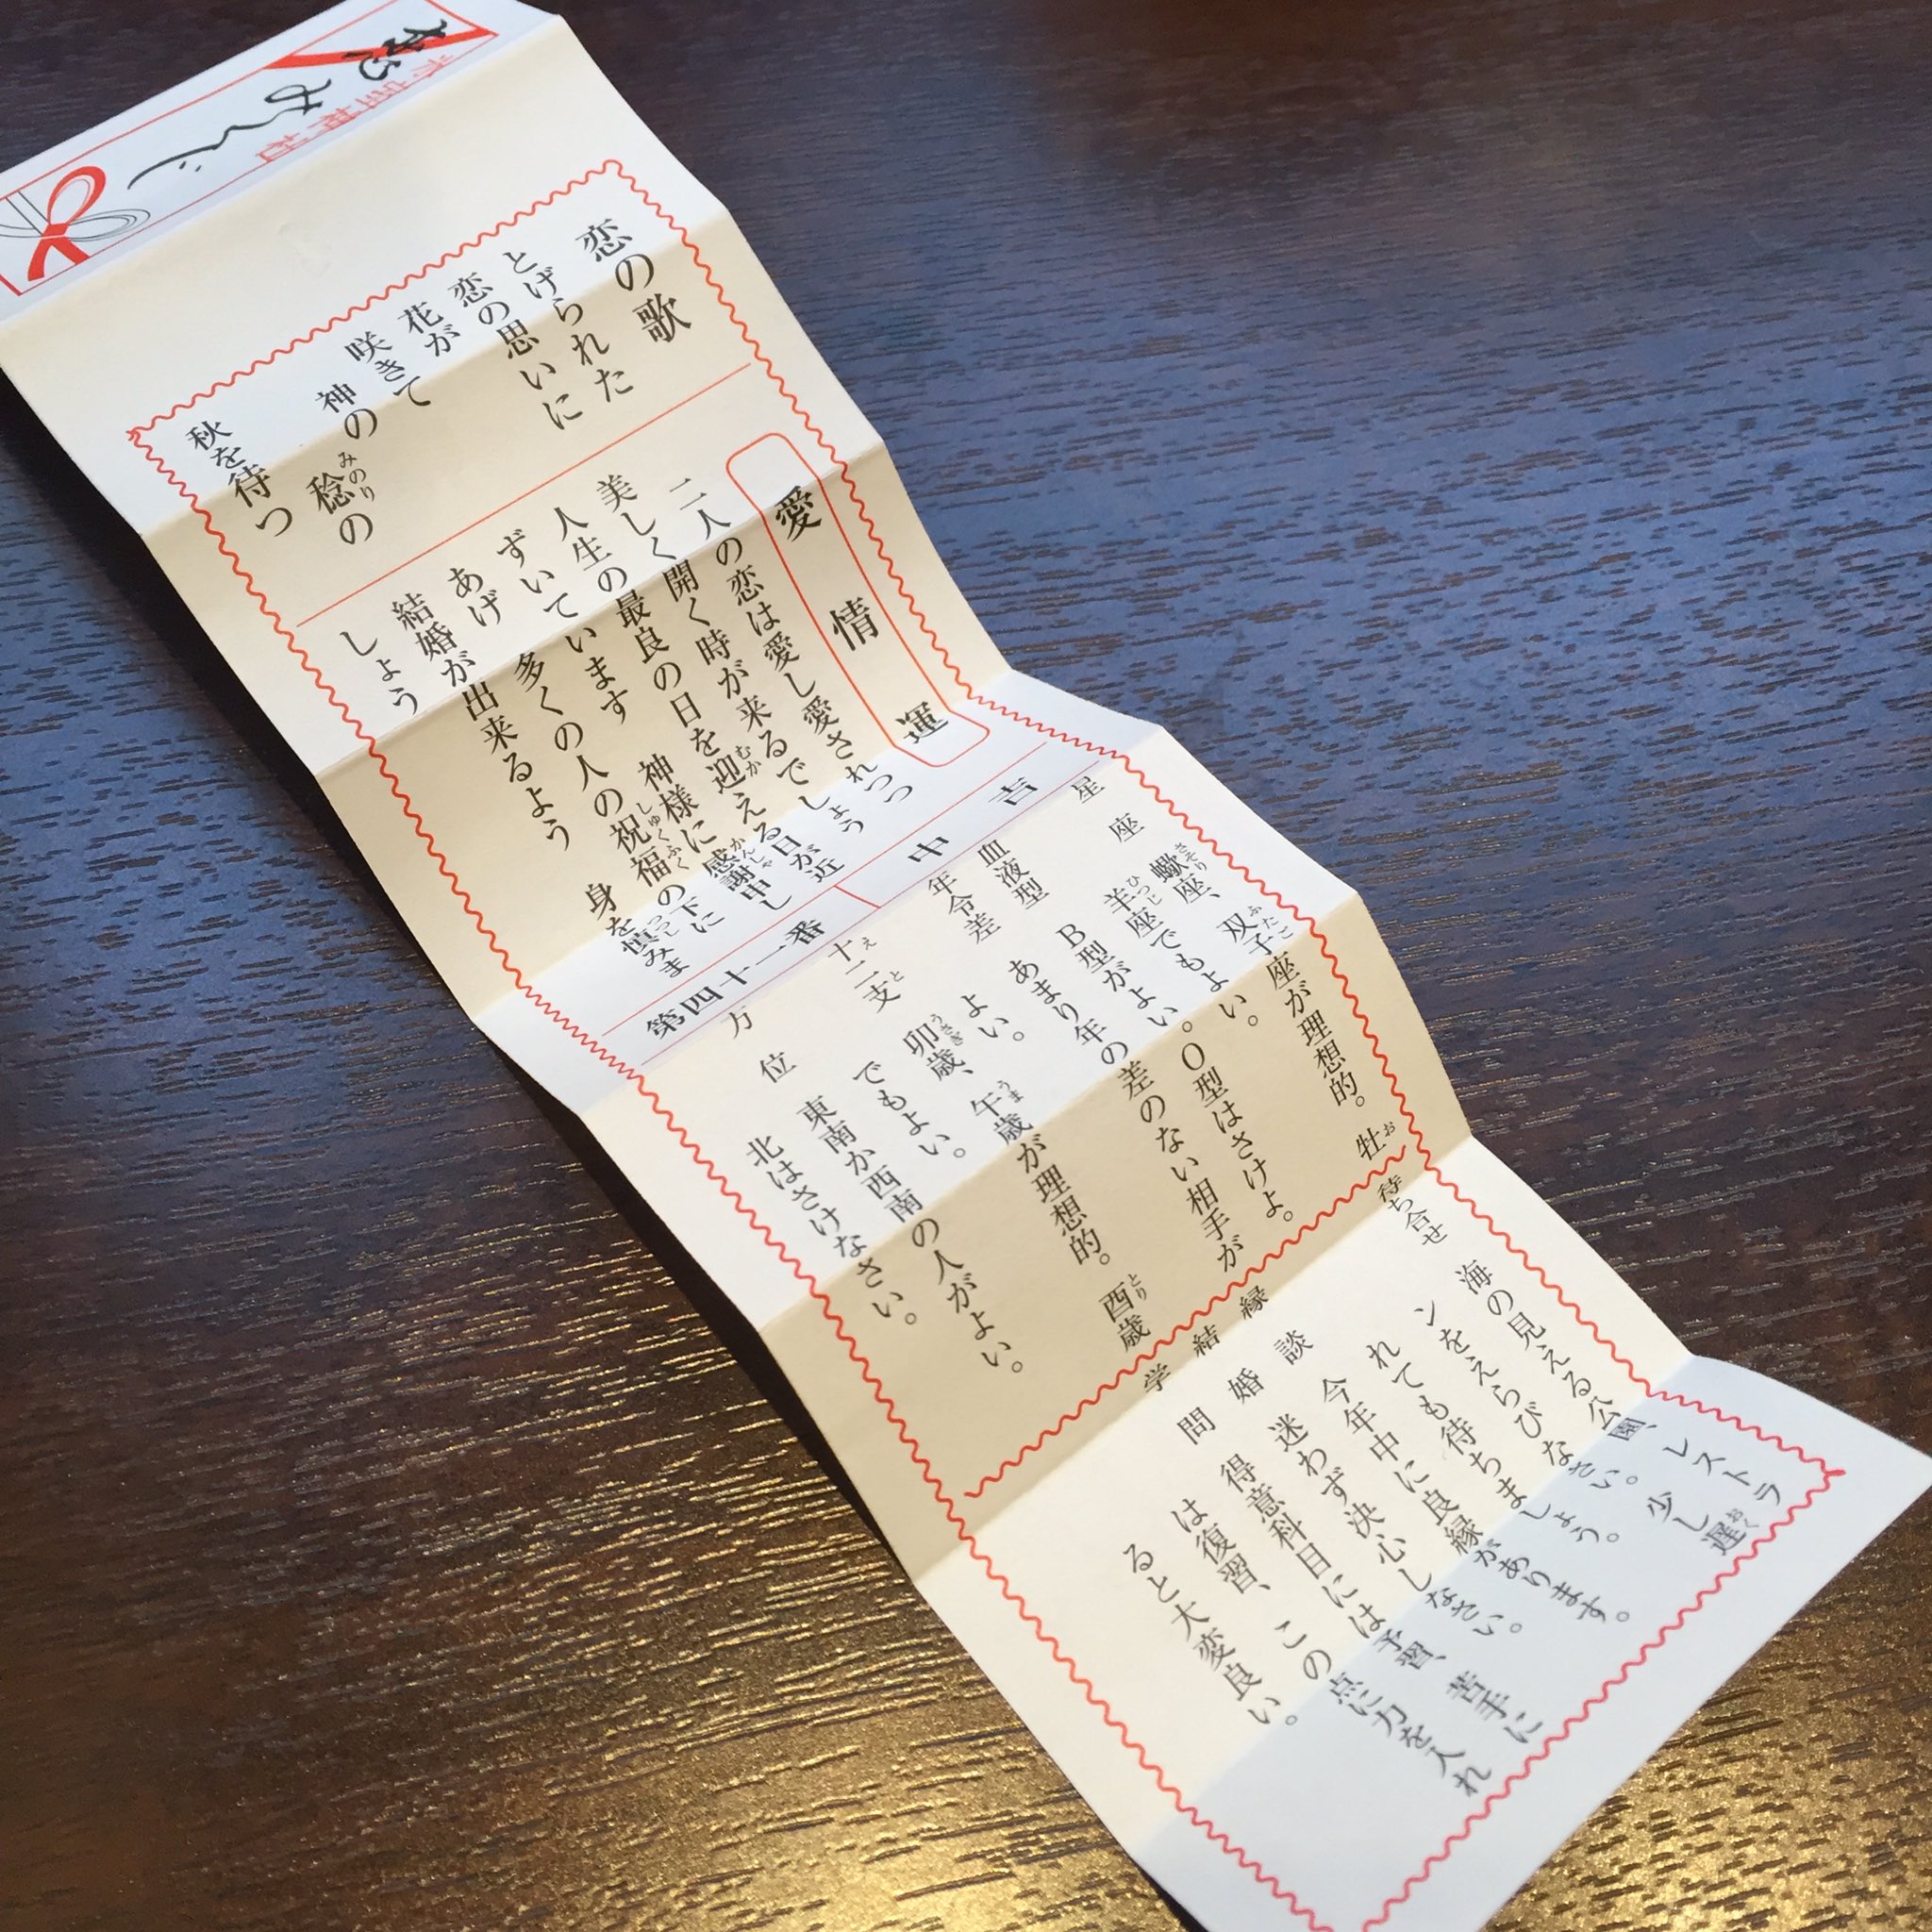 おみくじ
恋の歌
とげられた
恋の思いに
花が
咲きて
神の稔の
秋を待つ
愛情運
二人の恋は愛し愛されつつ
美しく開く時が来るでしょう
人生の最良の日を迎える日が近
ずいています 神様に感謝申し
あげ 多くの人の祝福の下に
結婚が出来るよう 身を慎みま
しょう
中吉
第四十一番
星座 蠍座、双子座が理想的。牡
羊座でもよい。
血液型 B型がよい。O型はさけよ。
年令差 あまり年の差のない相手が
よい。
十二支 卯歳、午歳が理想的。酉歳
でもよい。
方位 東南か西南の人がよい。
北はさけなさい。
待ち合せ 海の見える公園、レストラ
ンをえらびなさい。少し遅
れても待ちましょう。
縁談 今年中に良縁があります。
結婚 迷わず決心しなさい。
学問 得意科目には予習、苦手に
は復習、この点に力を入れ
ると大変良い。